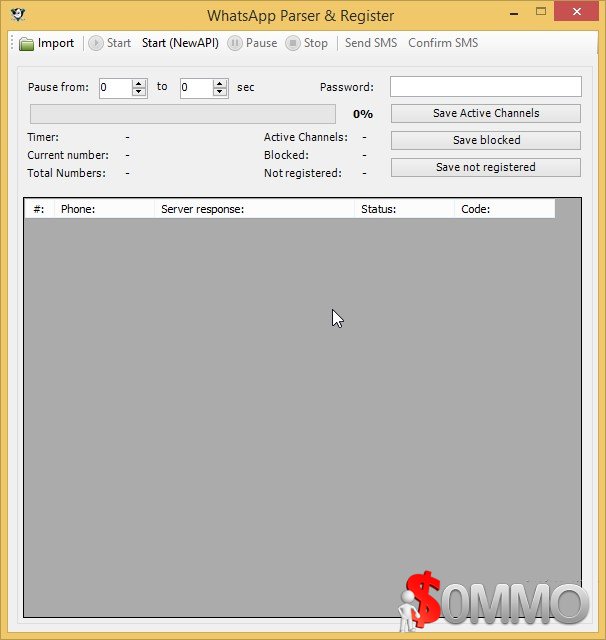 WhatsApp Parser & Register
Import Start Start (NewAPI) Pause Stop Send SMS Confirm SMS
Pause from: 0 to 0 sec Password:
0% Save Active Channels
Timer: - Active Channels: - Save blocked
Current number: - Blocked: -
Total Numbers: - Not registered: - Save not registered
#: Phone: Server response: Status: Code:
$OMMO